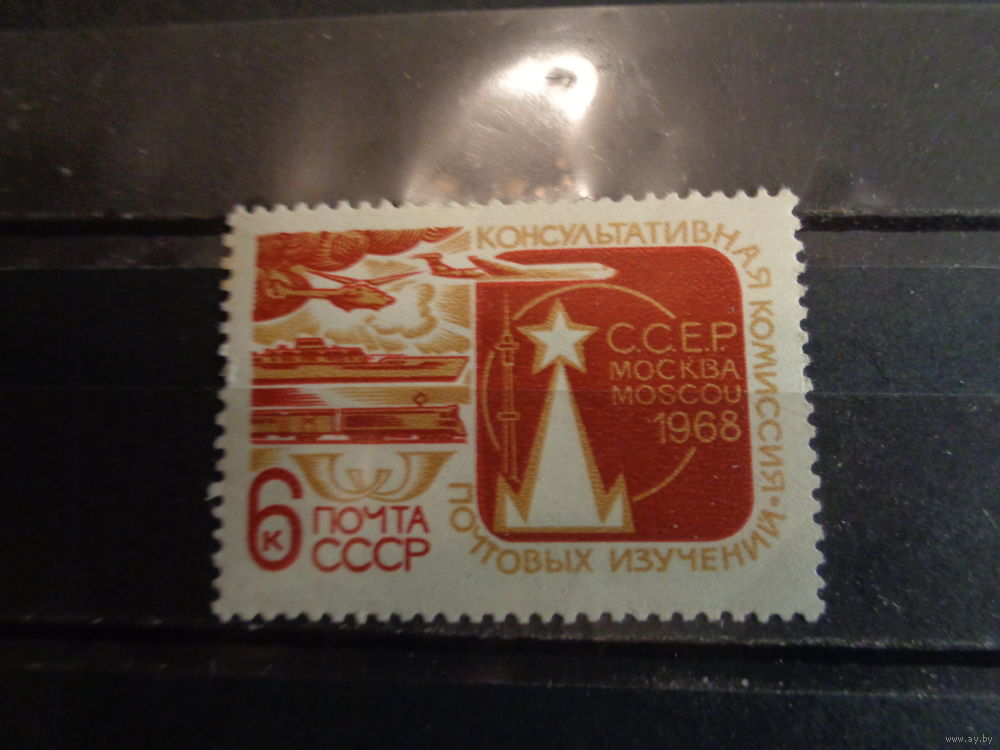 КОНСУЛЬТАТИВНАЯ КОМИССИЯ •
ПОЧТОВЫХ ИЗУЧЕНИЙ
С.С.Е.Р
МОСКВА
MOSCOU
1968
6
К
ПОЧТА
СССР
www.ay.by